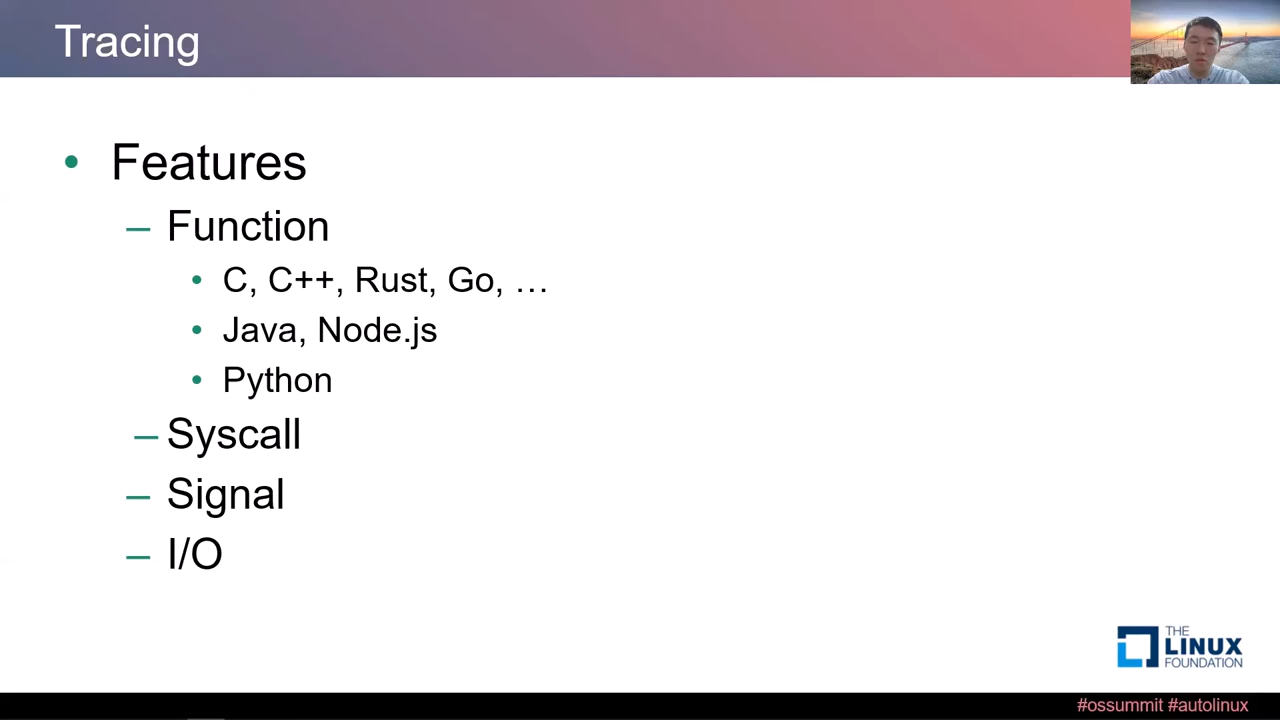 Tracing
• Features
– Function
• C, C++, Rust, Go, …
• Java, Node.js
• Python
– Syscall
– Signal
– I/O
THE
LINUX
FOUNDATION
#ossummit #autolinux